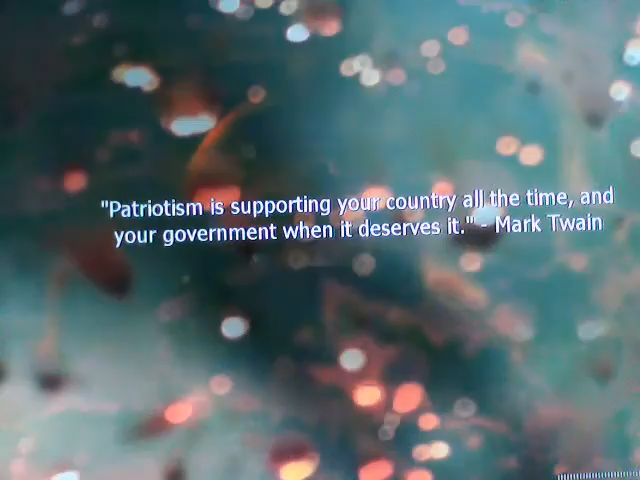 "Patriotism is supporting your country all the time, and
your government when it deserves it." - Mark Twain